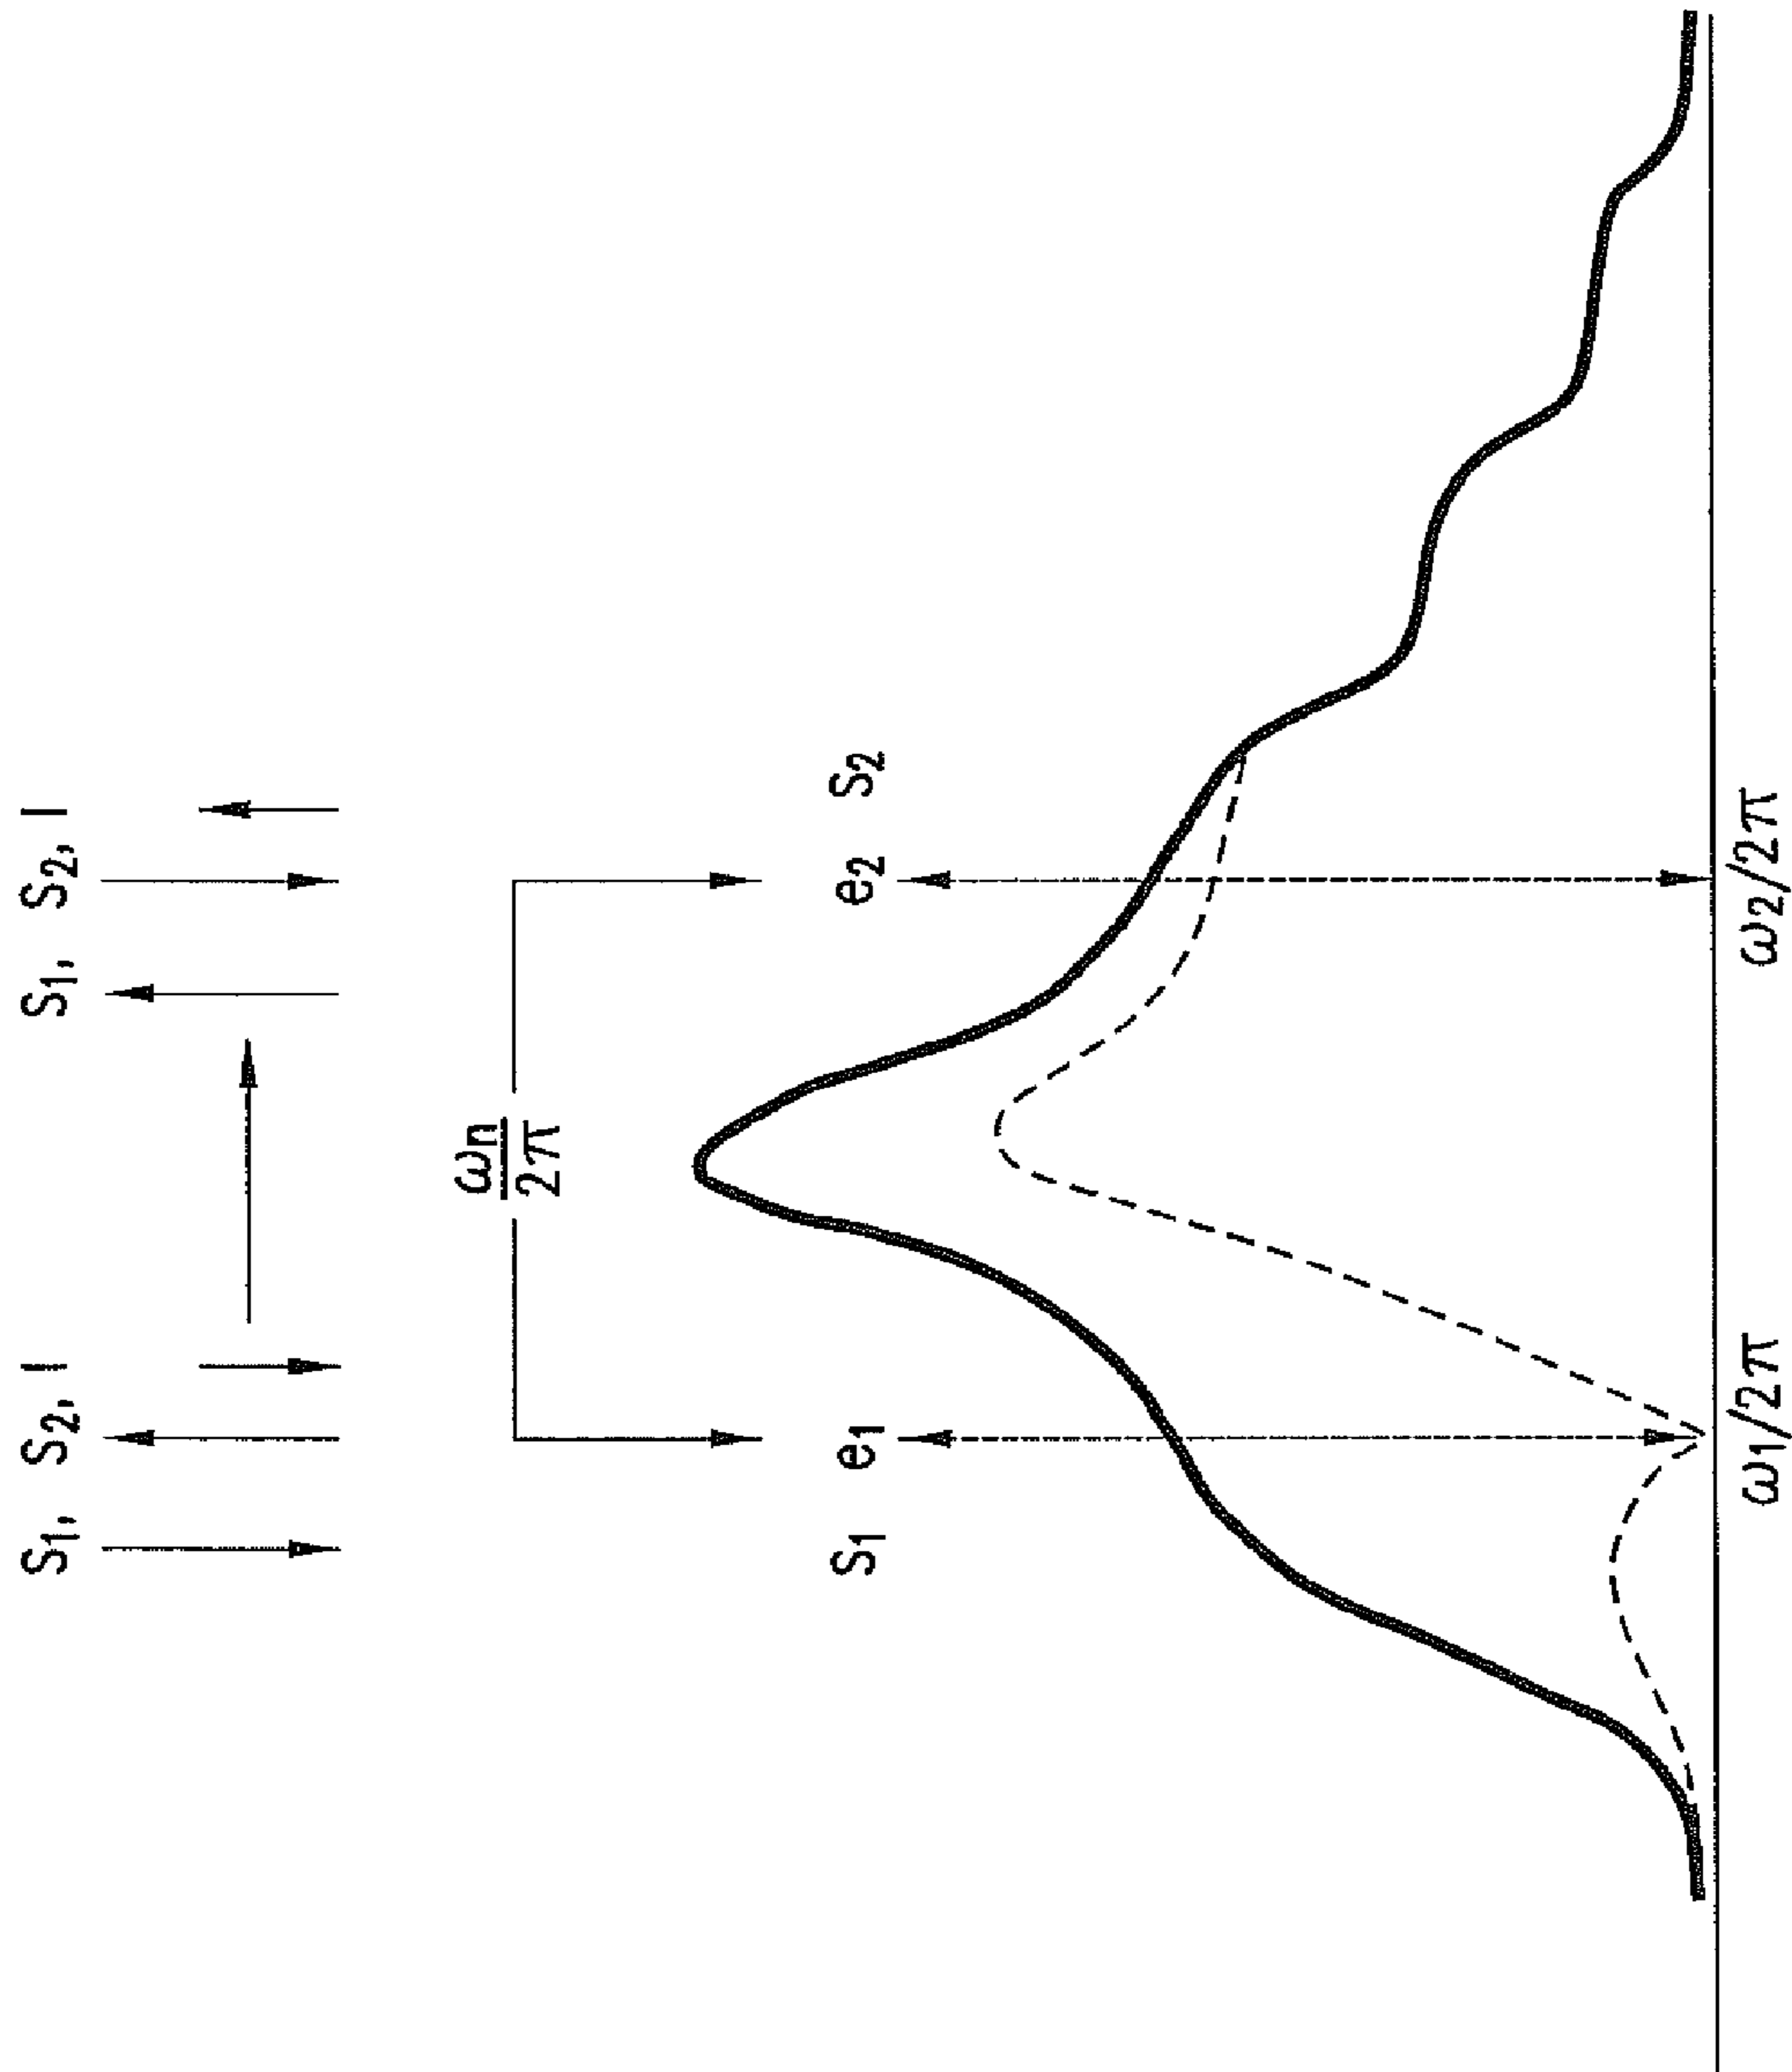 S₁, S₂, I
S₁, S₂, I
ωn
2π
S₁ e₁
e₂ S₂
ω₁/2π
ω₂/2π